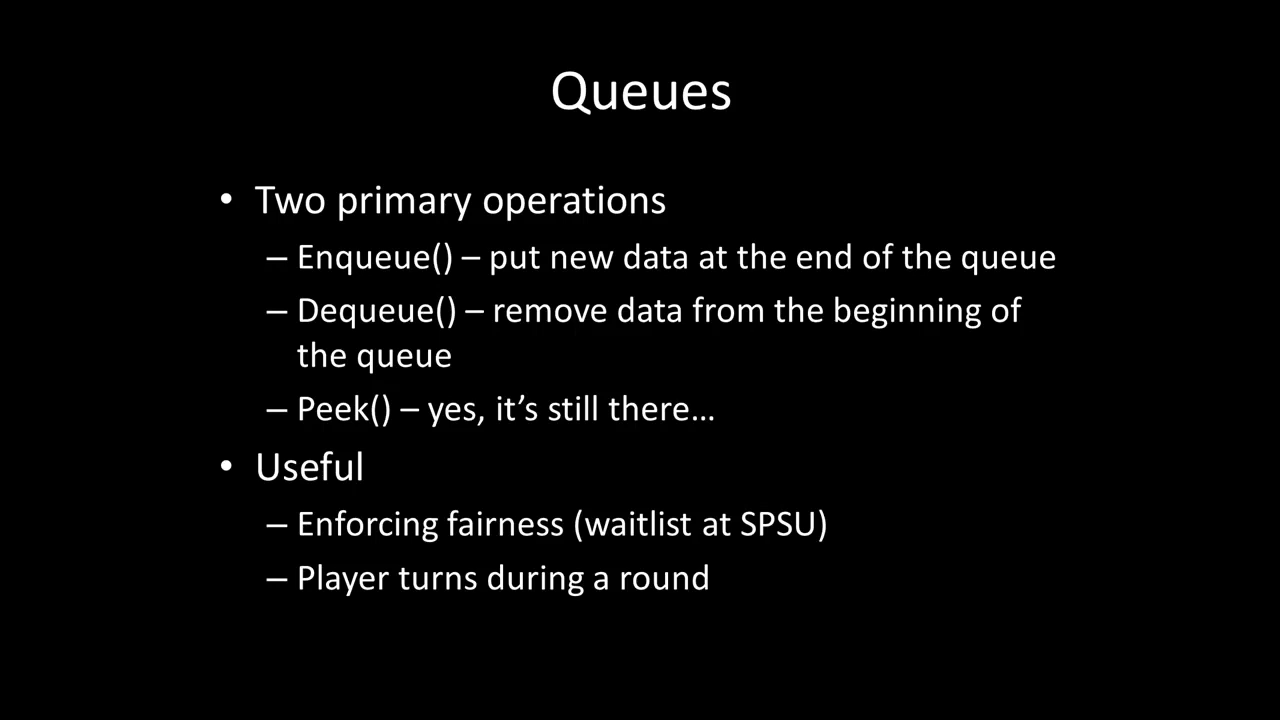 Queues
• Two primary operations
– Enqueue() – put new data at the end of the queue
– Dequeue() – remove data from the beginning of
the queue
– Peek() – yes, it’s still there…
• Useful
– Enforcing fairness (waitlist at SPSU)
– Player turns during a round